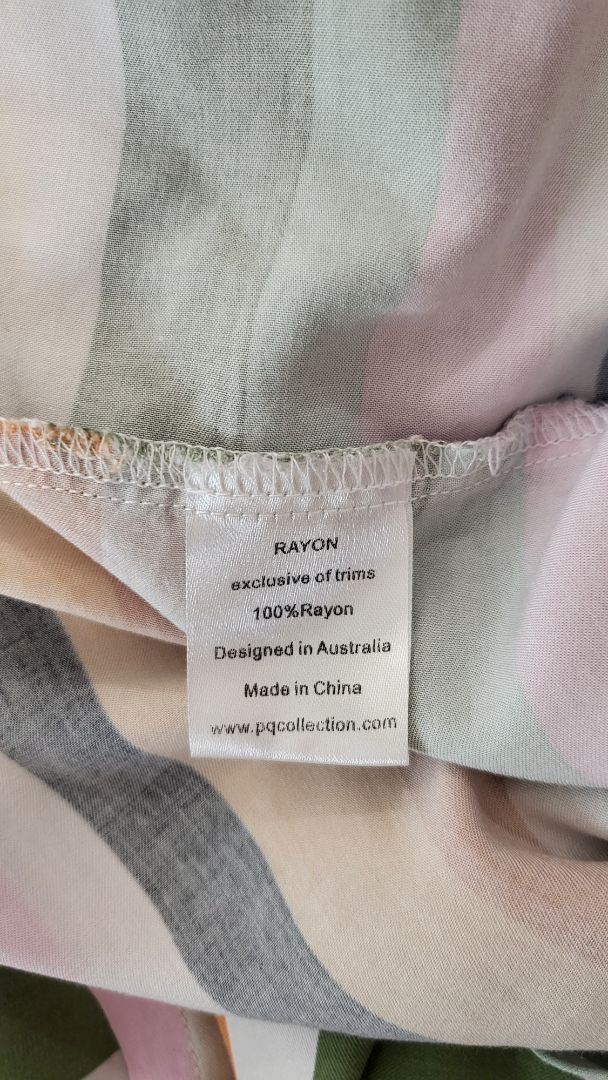 RAYON
exclusive of trims
100%Rayon
Designed in Australia
Made in China
www.pqcollection.com